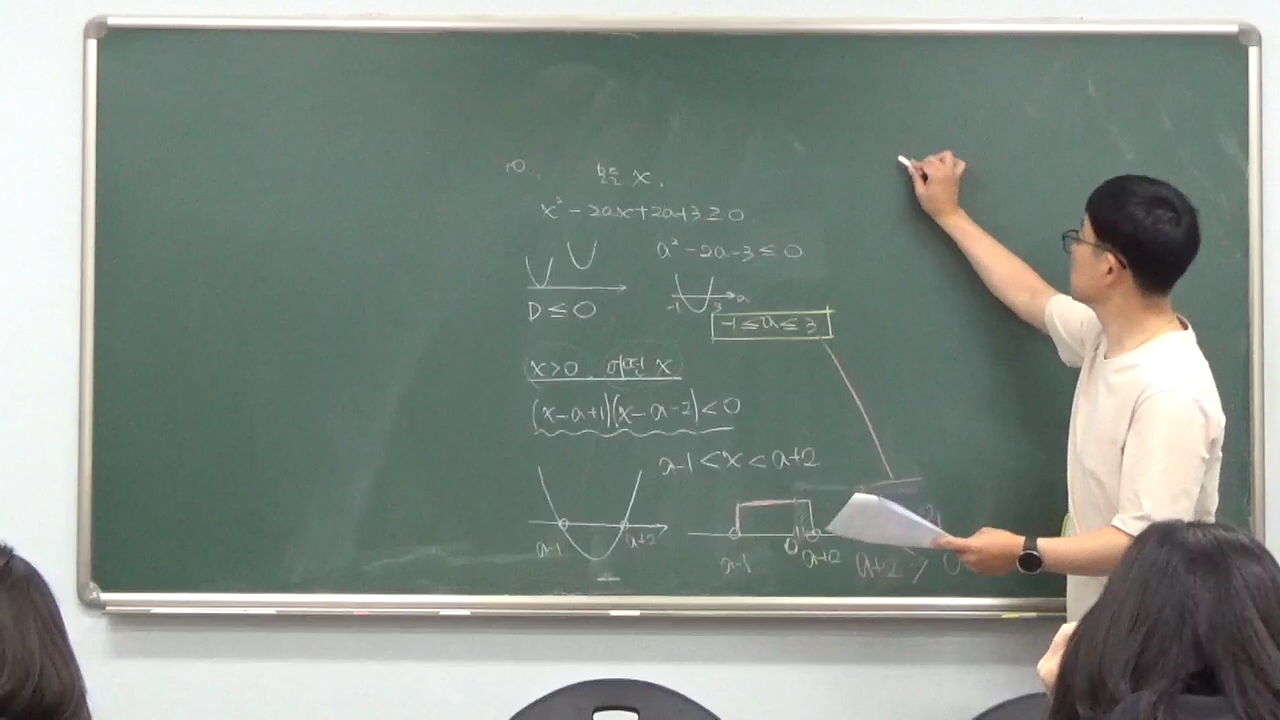 10. 모든 x.
x² - 2ax + 2a + 3 ≥ 0
a² - 2a - 3 ≤ 0
-1 3 a
D ≤ 0
-1 ≤ a ≤ 3
x > 0 어떤 x
(x-a+1)(x-a-2) < 0
a-1 < x < a+2
a-1 a+2
a-1 0 a+2
a+2 > 0